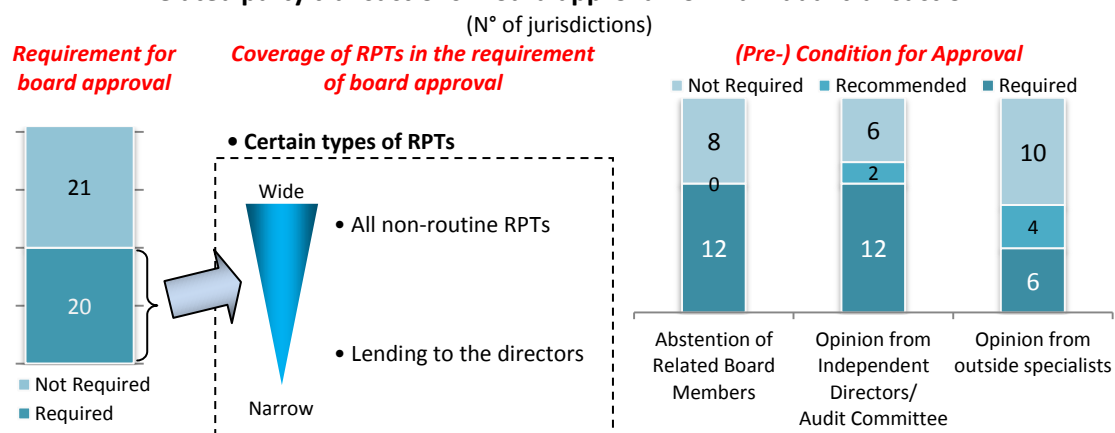 (N° of jurisdictions)
Requirement for
board approval
Coverage of RPTs in the requirement
of board approval
(Pre-) Condition for Approval
21
20
Not Required
Required
• Certain types of RPTs
Wide
• All non-routine RPTs
• Lending to the directors
Narrow
Not Required Recommended Required
8
0
12
6
2
12
10
4
6
Abstention of
Related Board
Members
Opinion from
Independent
Directors/
Audit Committee
Opinion from
outside specialists